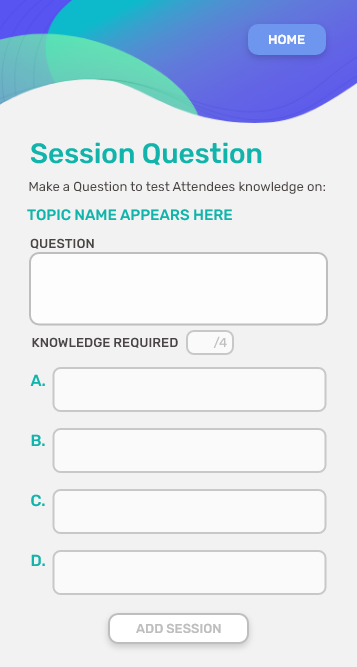 HOME
Session Question
Make a Question to test Attendees knowledge on:
TOPIC NAME APPEARS HERE
QUESTION
KNOWLEDGE REQUIRED /4
A.
B.
C.
D.
ADD SESSION